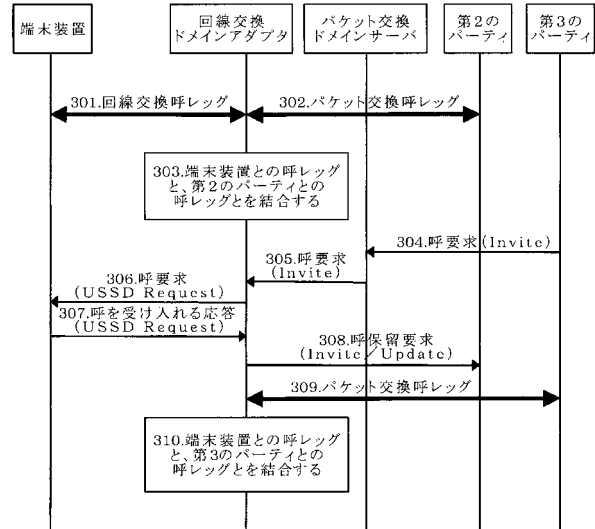 端末装置
回線交換
ドメインアダプタ
パケット交換
ドメインサーバ
第2の
パーティ
第3の
パーティ
301.回線交換呼レッグ
302.パケット交換呼レッグ
303.端末装置との呼レッグ
と、第2のパーティとの
呼レッグとを結合する
304.呼要求(Invite)
305.呼要求
(Invite)
306.呼要求
(USSD Request)
307.呼を受け入れる応答
(USSD Request)
308.呼保留要求
(Invite/Update)
309.パケット交換呼レッグ
310.端末装置との呼レッグ
と、第3のパーティとの
呼レッグとを結合する